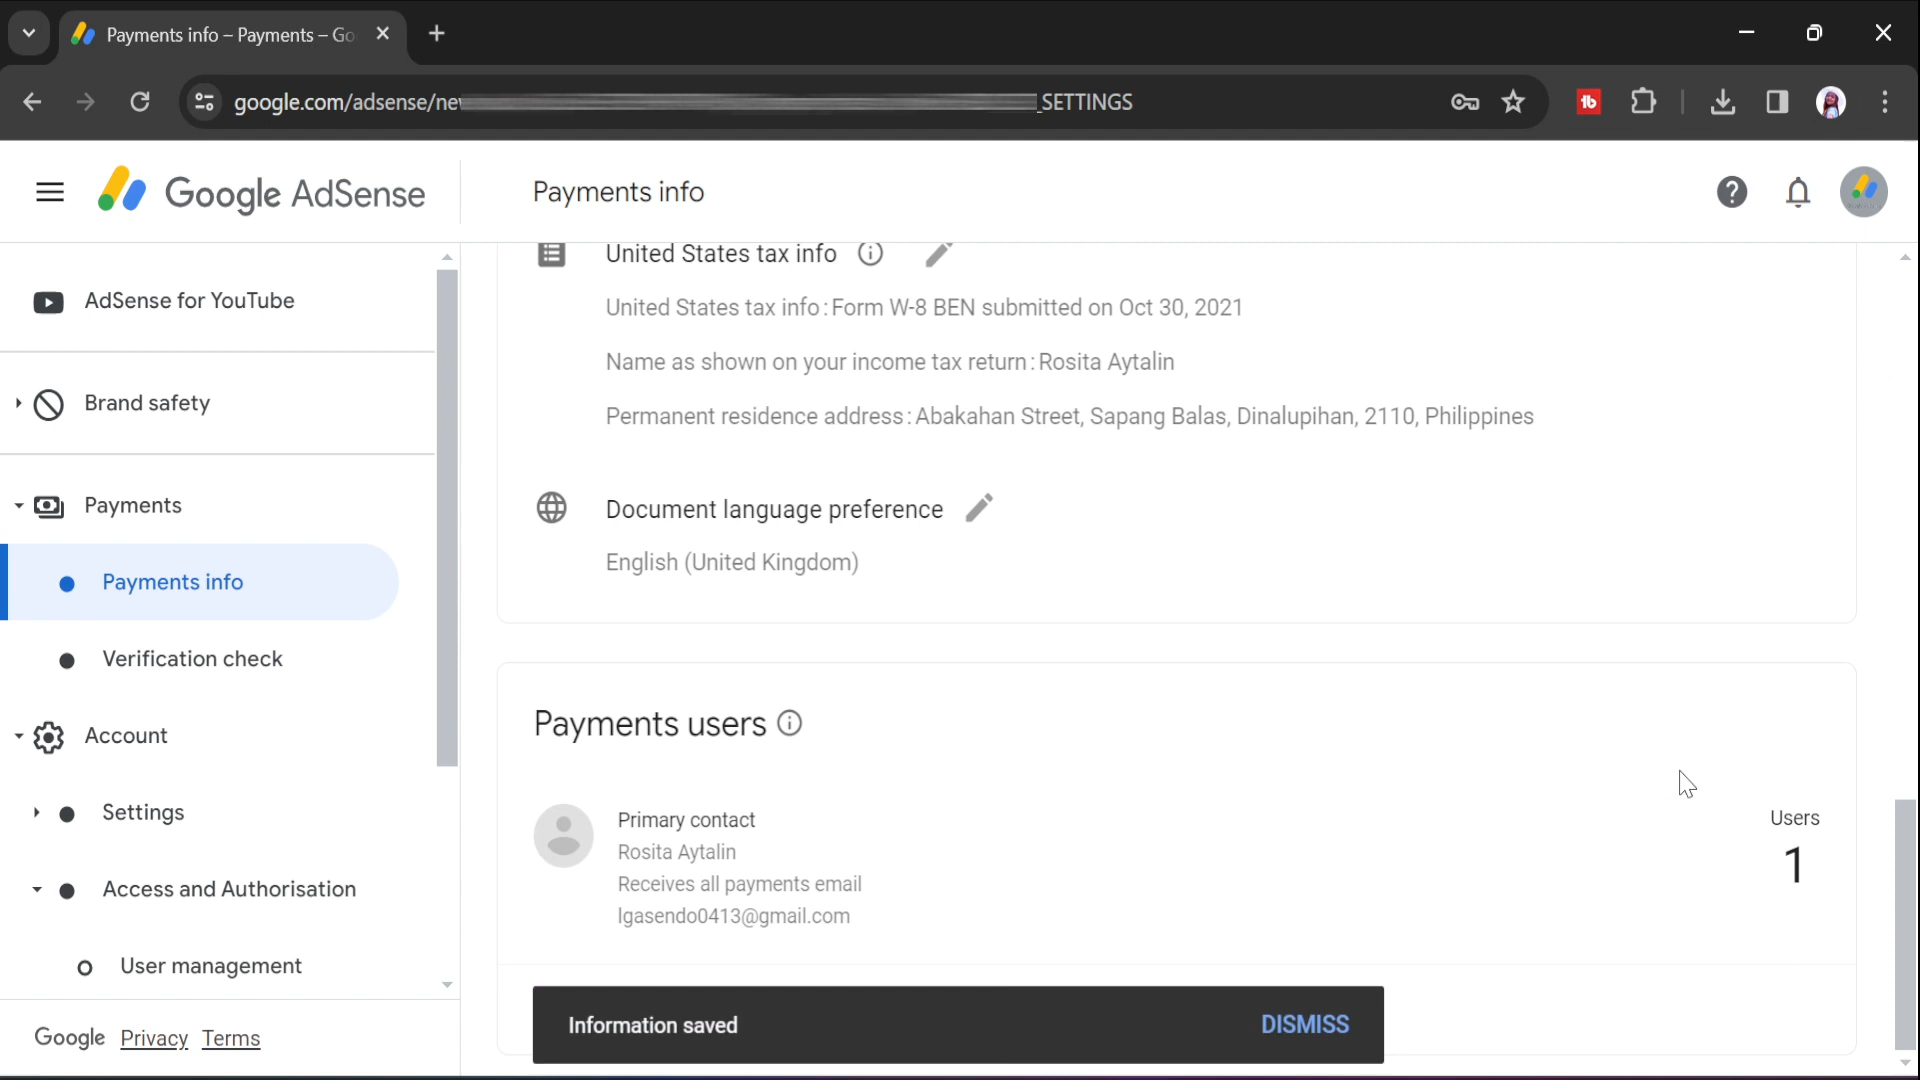 Payments info – Payments – Go
google.com/adsense/ne
_SETTINGS
tb
Google AdSense
Payments info
AdSense for YouTube
Brand safety
Payments
Payments info
Verification check
Account
Settings
Access and Authorisation
User management
Google Privacy Terms
United States tax info
United States tax info : Form W-8 BEN submitted on Oct 30, 2021
Name as shown on your income tax return : Rosita Aytalin
Permanent residence address : Abakahan Street, Sapang Balas, Dinalupihan, 2110, Philippines
Document language preference
English (United Kingdom)
Payments users
Primary contact
Rosita Aytalin
Receives all payments email
lgasendo0413@gmail.com
Users
1
Information saved
DISMISS